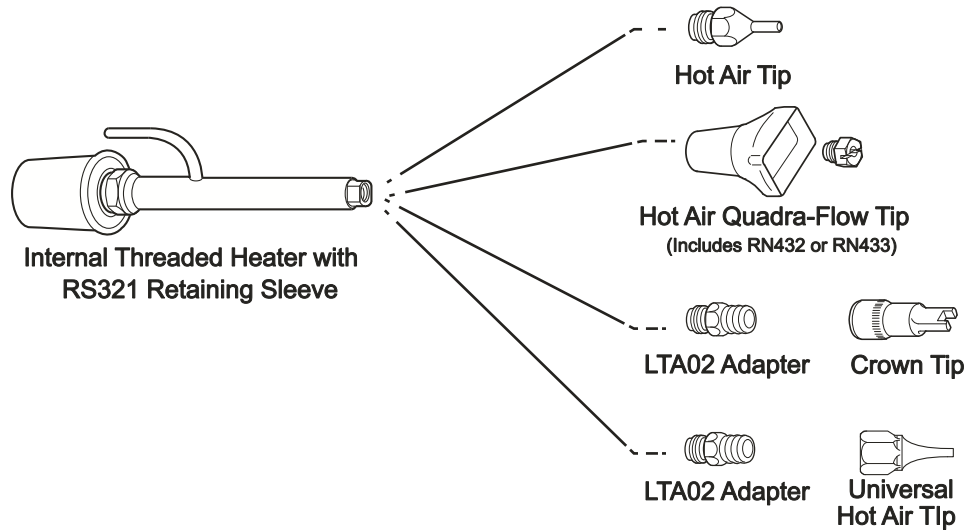 Hot Air Tip
Hot Air Quadra-Flow Tip
(Includes RN432 or RN433)
Internal Threaded Heater with
RS321 Retaining Sleeve
LTA02 Adapter
Crown Tip
LTA02 Adapter
Universal
Hot Air TIp